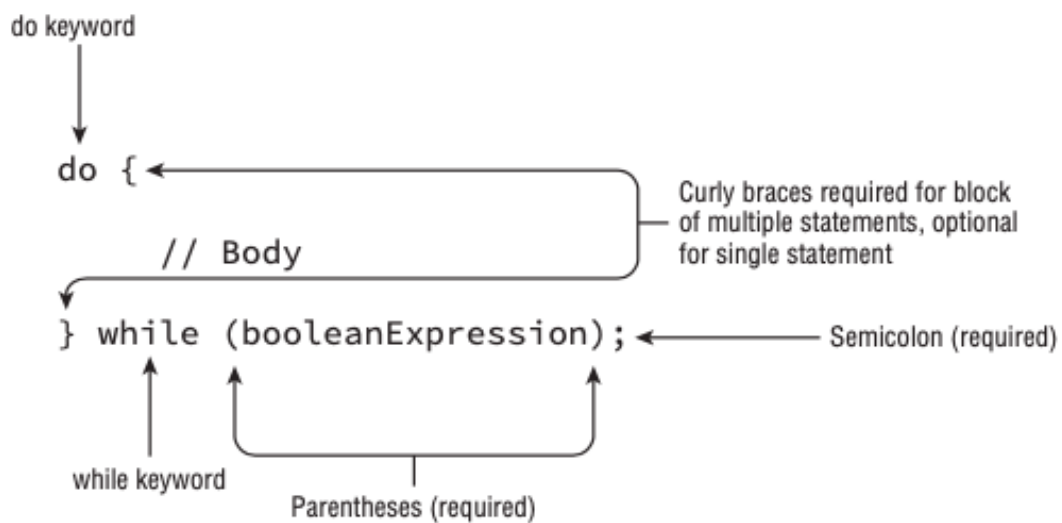 do keyword
do {
Curly braces required for block
of multiple statements, optional
for single statement
// Body
} while (booleanExpression);
Semicolon (required)
while keyword
Parentheses (required)